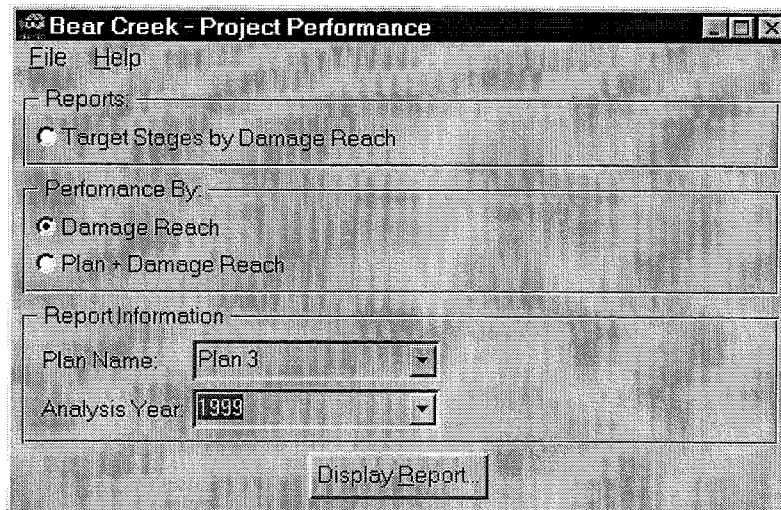 Bear Creek - Project Performance
File Help
Reports:
Target Stages by Damage Reach
Perfomance By:
Damage Reach
Plan + Damage Reach
Report Information
Plan Name: Plan 3
Analysis Year 1999
Display Report...